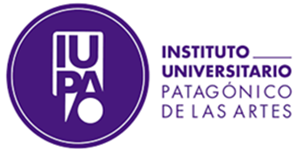 IU
PA
INSTITUTO
UNIVERSITARIO
PATAGÓNICO
DE LAS ARTES